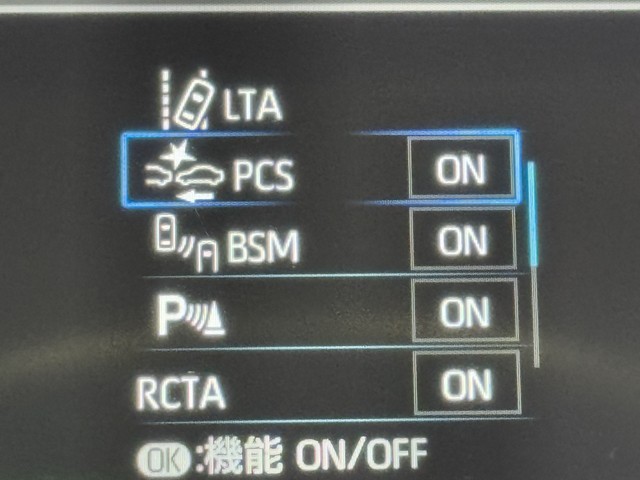 LTA
PCS ON
BSM ON
P ON
RCTA ON
OK:機能 ON/OFF